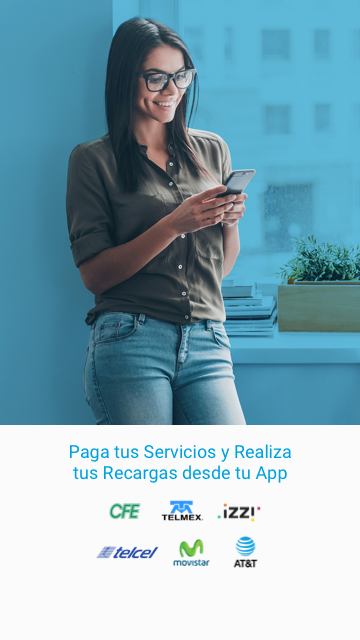 Paga tus Servicios y Realiza
tus Recargas desde tu App
CFE TELMEX. izzi
telcel movistar AT&T